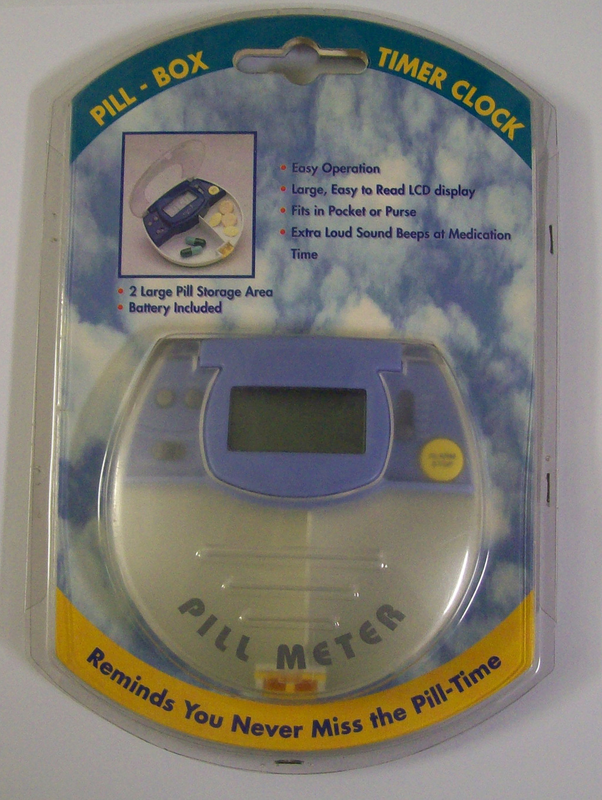 PILL - BOX TIMER CLOCK
• Easy Operation
• Large, Easy to Read LCD display
• Fits in Pocket or Purse
• Extra Loud Sound Beeps at Medication
Time
• 2 Large Pill Storage Area
• Battery Included
ALARM
STOP
PILL METER
Reminds You Never Miss the Pill-Time